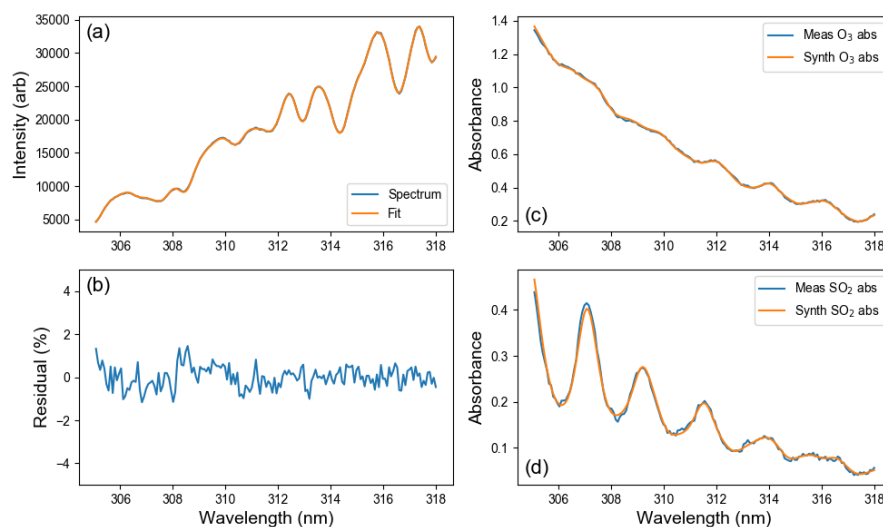 (a)
Intensity (arb)
35000
30000
25000
20000
15000
10000
5000
Spectrum
Fit
306 308 310 312 314 316 318
(c)
Absorbance
1.4
1.2
1.0
0.8
0.6
0.4
0.2
Meas O₃ abs
Synth O₃ abs
306 308 310 312 314 316 318
(b)
Residual (%)
4
2
0
−2
−4
306 308 310 312 314 316 318
Wavelength (nm)
(d)
Absorbance
0.4
0.3
0.2
0.1
Meas SO₂ abs
Synth SO₂ abs
306 308 310 312 314 316 318
Wavelength (nm)